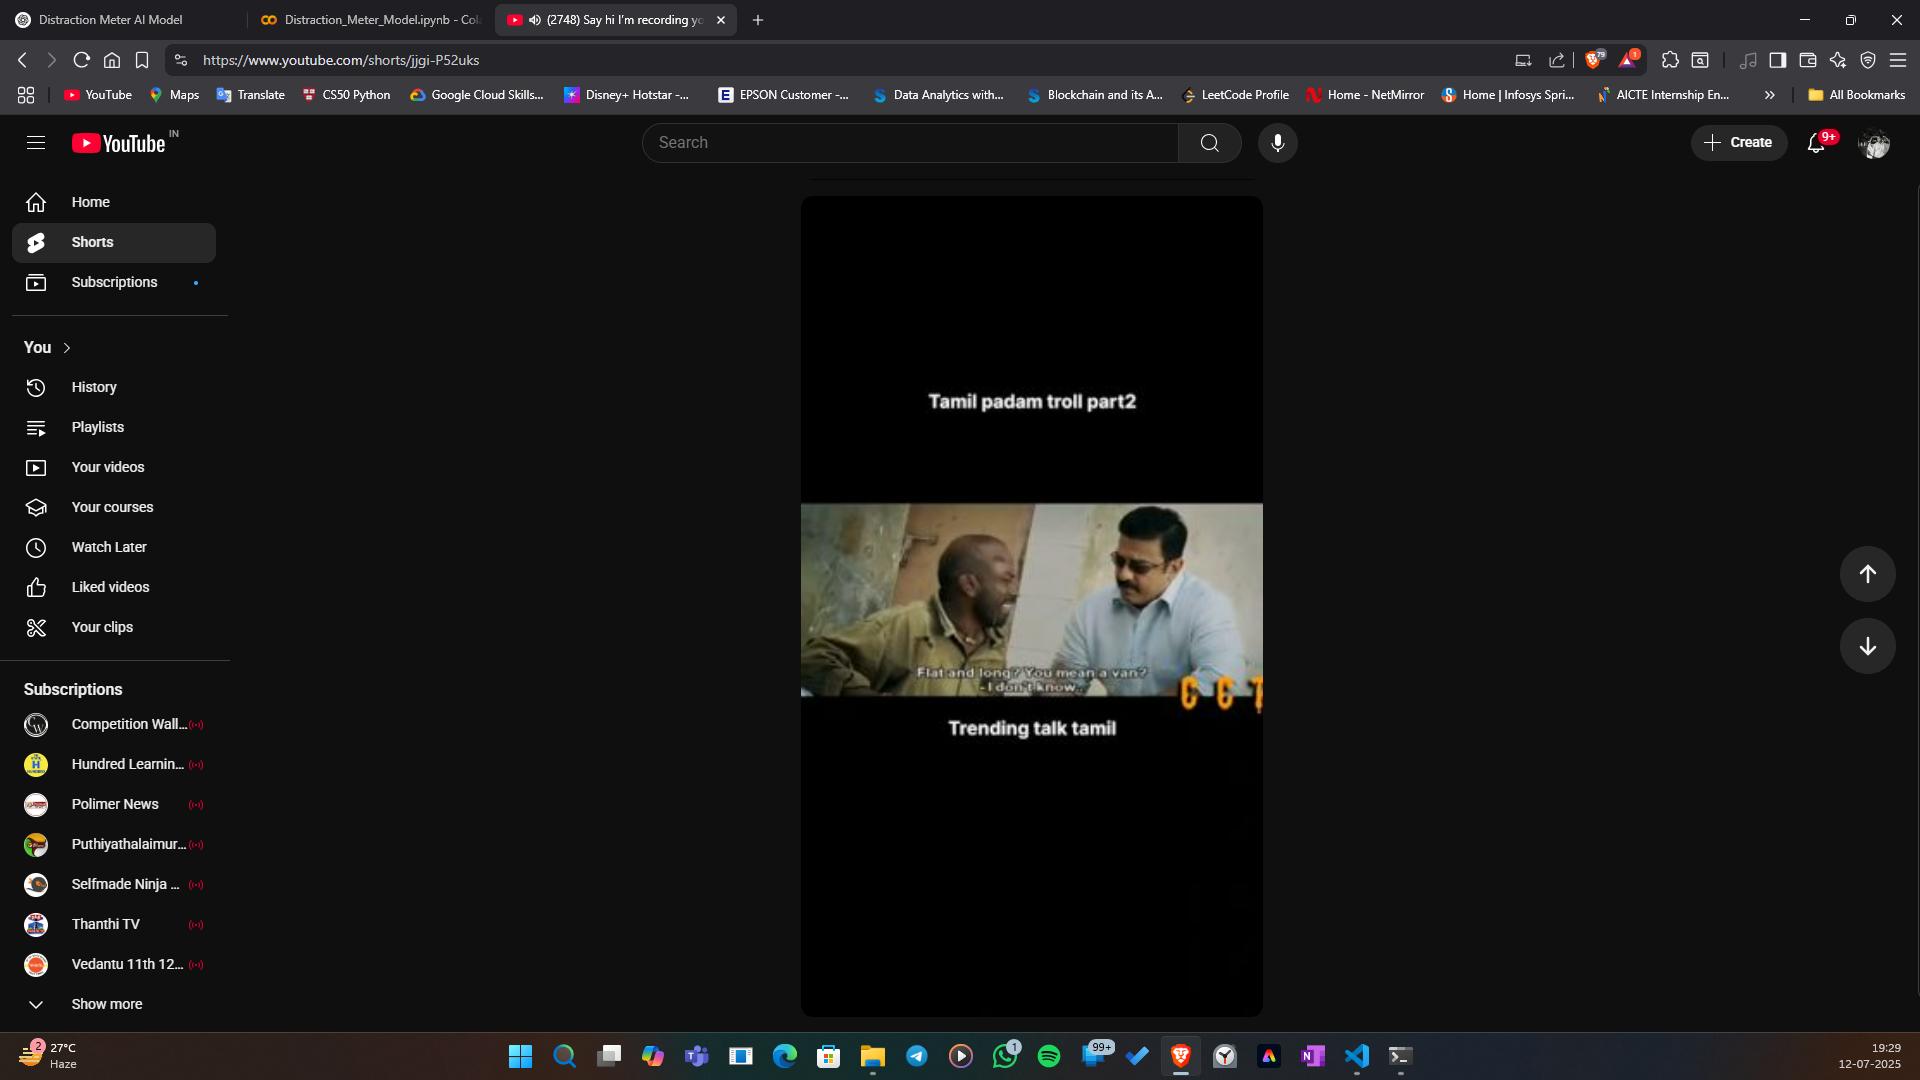 Distraction Meter AI Model
Distraction_Meter_Model.ipynb - Col
(2748) Say hi I'm recording yo
https://www.youtube.com/shorts/jjgi-P52uks
79
1
YouTube
Maps
Translate
CS50 Python
Google Cloud Skills...
Disney+ Hotstar -...
EPSON Customer -...
Data Analytics with...
Blockchain and its A...
LeetCode Profile
Home - NetMirror
Home | Infosys Spri...
AICTE Internship En...
All Bookmarks
YouTube IN
Search
Create
9+
Home
Shorts
Subscriptions
You
History
Playlists
Your videos
Your courses
Watch Later
Liked videos
Your clips
Subscriptions
Competition Wall...
Hundred Learnin...
Polimer News
Puthiyathalaimur...
Selfmade Ninja ...
Thanthi TV
Vedantu 11th 12...
Show more
Tamil padam troll part2
Flat and long? You mean a van?
- I don't know..
C G T
Trending talk tamil
2
27°C
Haze
1
99+
19:29
12-07-2025